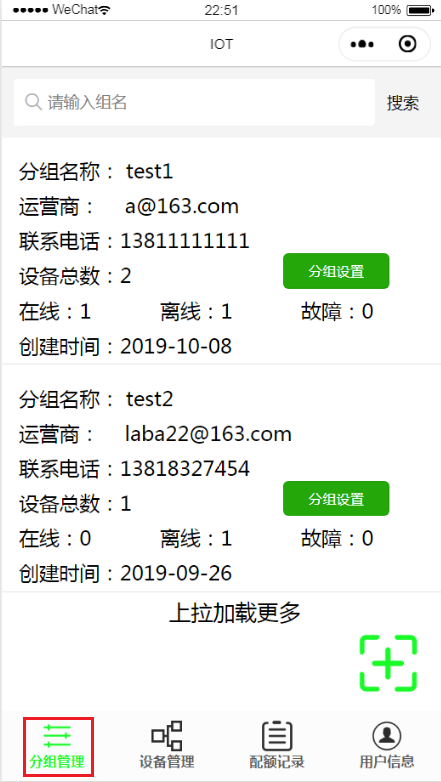 ●●●●● WeChat 22:51 100%
IOT
请输入组名 搜索
分组名称： test1
运营商： a@163.com
联系电话：13811111111
设备总数：2 分组设置
在线：1 离线：1 故障：0
创建时间：2019-10-08
分组名称： test2
运营商： laba22@163.com
联系电话：13818327454
设备总数：1 分组设置
在线：0 离线：1 故障：0
创建时间：2019-09-26
上拉加载更多
分组管理 设备管理 配额记录 用户信息